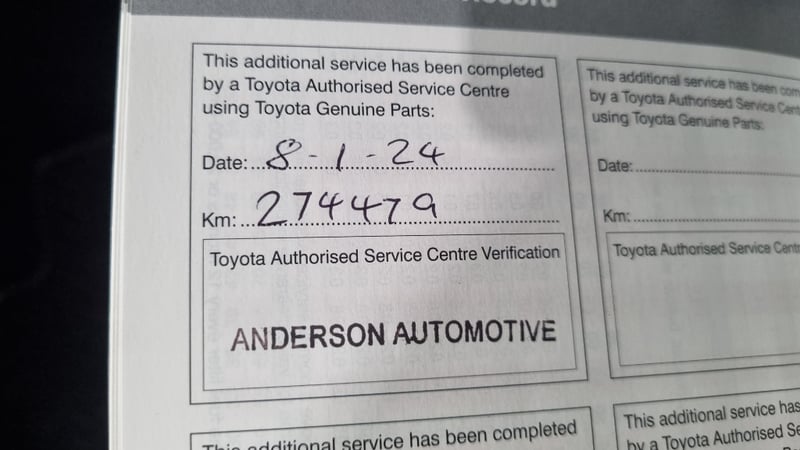 This additional service has been completed
by a Toyota Authorised Service Centre
using Toyota Genuine Parts:
Date: 8-1-24
Km: 274479
Toyota Authorised Service Centre Verification
ANDERSON AUTOMOTIVE
This additional service has been
by a Toyota Authorised Service
using Toyota Genuine Parts:
Date:
Km:
Toyota Authorised Service
This additional service has been completed
This additional service has
by a Toyota Authorised